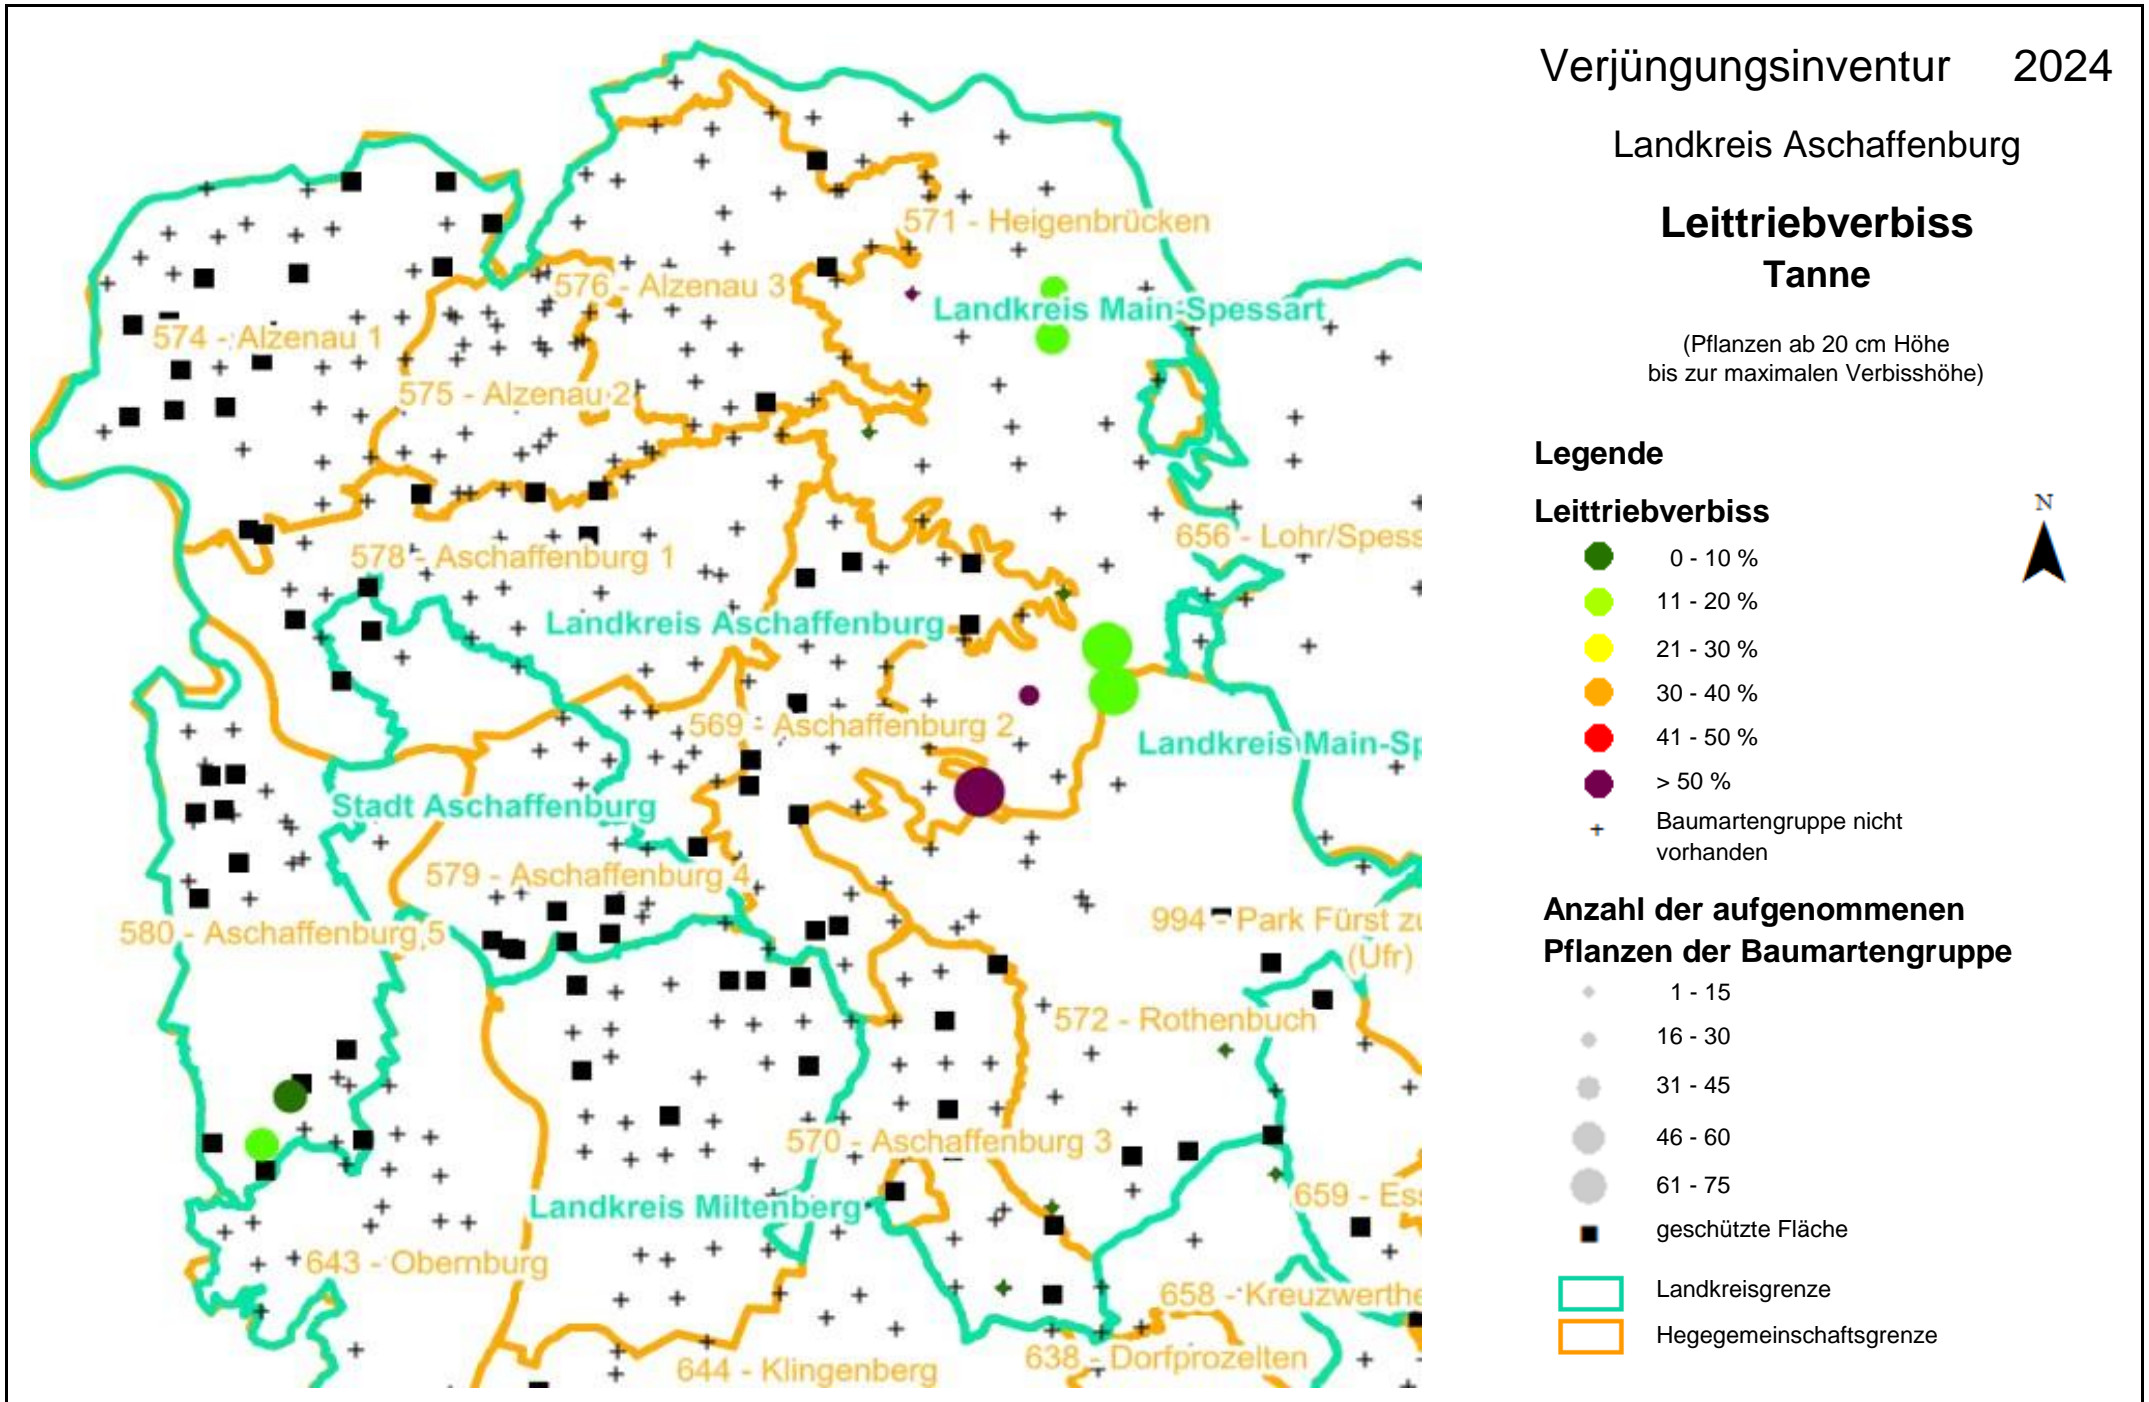 Verjüngungsinventur 2024
Landkreis Aschaffenburg
Leittriebverbiss
Tanne
(Pflanzen ab 20 cm Höhe
bis zur maximalen Verbisshöhe)
Legende
Leittriebverbiss
0 - 10 %
11 - 20 %
21 - 30 %
30 - 40 %
41 - 50 %
> 50 %
Baumartengruppe nicht
vorhanden
N
Anzahl der aufgenommenen
Pflanzen der Baumartengruppe
1 - 15
16 - 30
31 - 45
46 - 60
61 - 75
geschützte Fläche
Landkreisgrenze
Hegegemeinschaftsgrenze
571 - Heigenbrücken
576 - Alzenau 3
Landkreis Main-Spessart
574 - Alzenau 1
575 - Alzenau 2
656 - Lohr/Spess
578 - Aschaffenburg 1
Landkreis Aschaffenburg
569 - Aschaffenburg 2
Landkreis Main-Sp
Stadt Aschaffenburg
579 - Aschaffenburg 4
580 - Aschaffenburg 5
994 - Park Fürst zu
(Ufr)
572 - Rothenbuch
570 - Aschaffenburg 3
Landkreis Miltenberg
659 - Ess
643 - Obernburg
658 - Kreuzwerthe
644 - Klingenberg
638 - Dorfprozelten